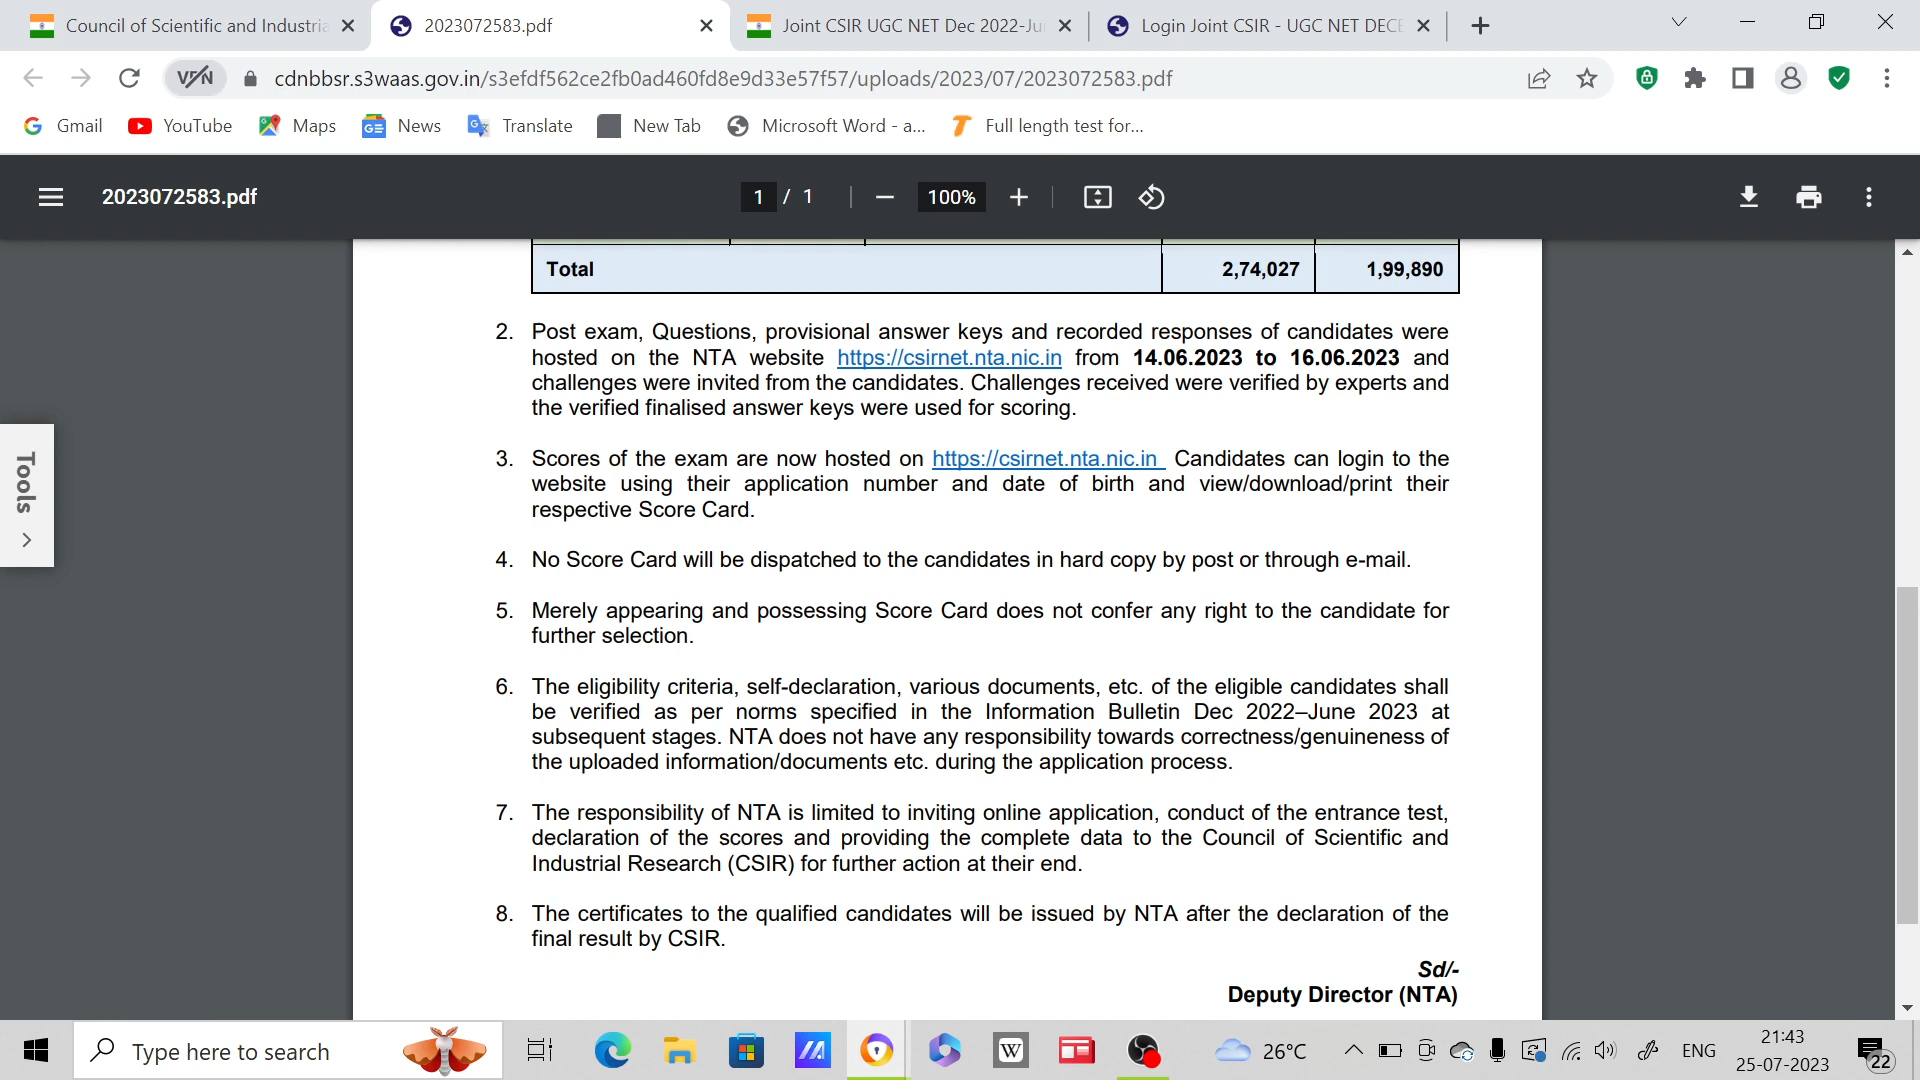 Council of Scientific and Industria
2023072583.pdf
Joint CSIR UGC NET Dec 2022-Ju
Login Joint CSIR - UGC NET DECE
VPN
cdnbbsr.s3waas.gov.in/s3efdf562ce2fb0ad460fd8e9d33e57f57/uploads/2023/07/2023072583.pdf
Gmail
YouTube
Maps
News
Translate
New Tab
Microsoft Word - a...
Full length test for...
2023072583.pdf
1 / 1
100%
Tools
Total 2,74,027 1,99,890
2. Post exam, Questions, provisional answer keys and recorded responses of candidates were
hosted on the NTA website https://csirnet.nta.nic.in from 14.06.2023 to 16.06.2023 and
challenges were invited from the candidates. Challenges received were verified by experts and
the verified finalised answer keys were used for scoring.
3. Scores of the exam are now hosted on https://csirnet.nta.nic.in Candidates can login to the
website using their application number and date of birth and view/download/print their
respective Score Card.
4. No Score Card will be dispatched to the candidates in hard copy by post or through e-mail.
5. Merely appearing and possessing Score Card does not confer any right to the candidate for
further selection.
6. The eligibility criteria, self-declaration, various documents, etc. of the eligible candidates shall
be verified as per norms specified in the Information Bulletin Dec 2022–June 2023 at
subsequent stages. NTA does not have any responsibility towards correctness/genuineness of
the uploaded information/documents etc. during the application process.
7. The responsibility of NTA is limited to inviting online application, conduct of the entrance test,
declaration of the scores and providing the complete data to the Council of Scientific and
Industrial Research (CSIR) for further action at their end.
8. The certificates to the qualified candidates will be issued by NTA after the declaration of the
final result by CSIR.
Sd/-
Deputy Director (NTA)
Type here to search
W
26°C
ENG
21:43
25-07-2023
22